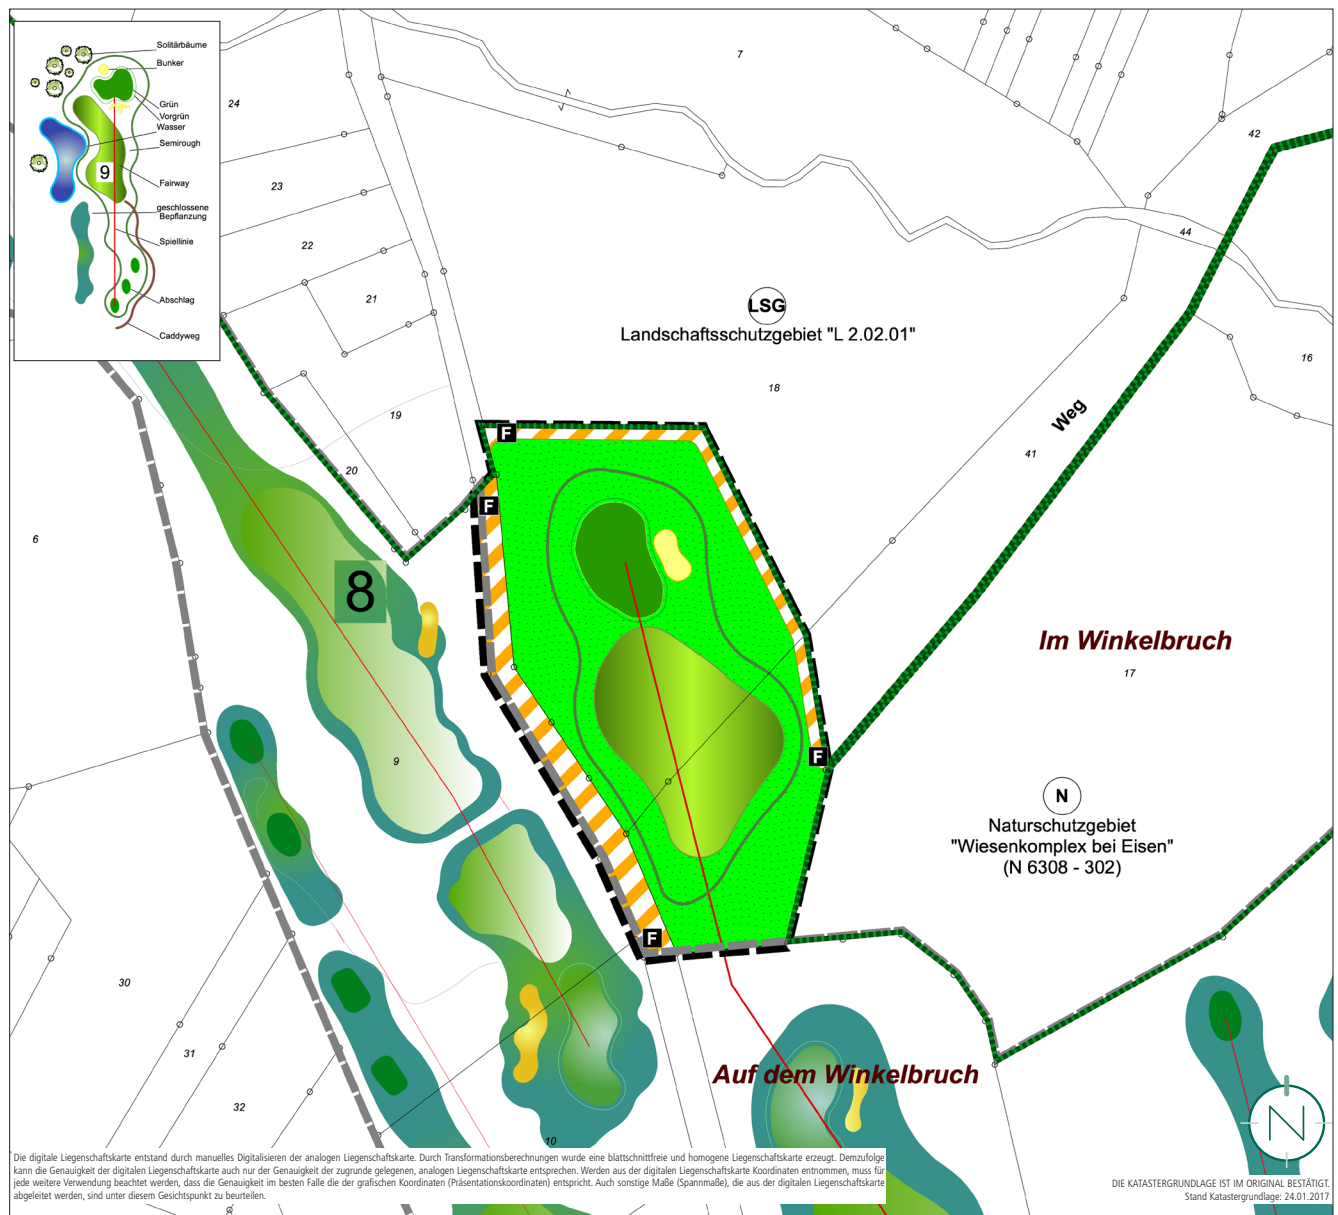 Solitärbäume
Bunker
Grün
Vorgrün
Wasser
Semirough
9
Fairway
geschlossene
Bepflanzung
Spiellinie
Abschlag
Caddyweg
7
24
42
23
22
44
21
LSG
Landschaftsschutzgebiet "L 2.02.01"
16
18
19
Weg
F
41
20
F
6
8
Im Winkelbruch
17
F
9
N
Naturschutzgebiet
"Wiesenkomplex bei Eisen"
(N 6308 - 302)
F
30
31
Auf dem Winkelbruch
32
N
10
Die digitale Liegenschaftskarte entstand durch manuelles Digitalisieren der analogen Liegenschaftskarte. Durch Transformationsberechnungen wurde eine blattschnittfreie und homogene Liegenschaftskarte erzeugt. Demzufolge
kann die Genauigkeit der digitalen Liegenschaftskarte auch nur der Genauigkeit der zugrunde gelegenen, analogen Liegenschaftskarte entsprechen. Werden aus der digitalen Liegenschaftskarte Koordinaten entnommen, muss für
jede weitere Verwendung beachtet werden, dass die Genauigkeit im besten Falle die der grafischen Koordinaten (Präsentationskoordinaten) entspricht. Auch sonstige Maße (Spannmaße), die aus der digitalen Liegenschaftskarte
abgeleitet werden, sind unter diesem Gesichtspunkt zu beurteilen.
DIE KATASTERGRUNDLAGE IST IM ORIGINAL BESTÄTIGT.
Stand Katastergrundlage: 24.01.2017